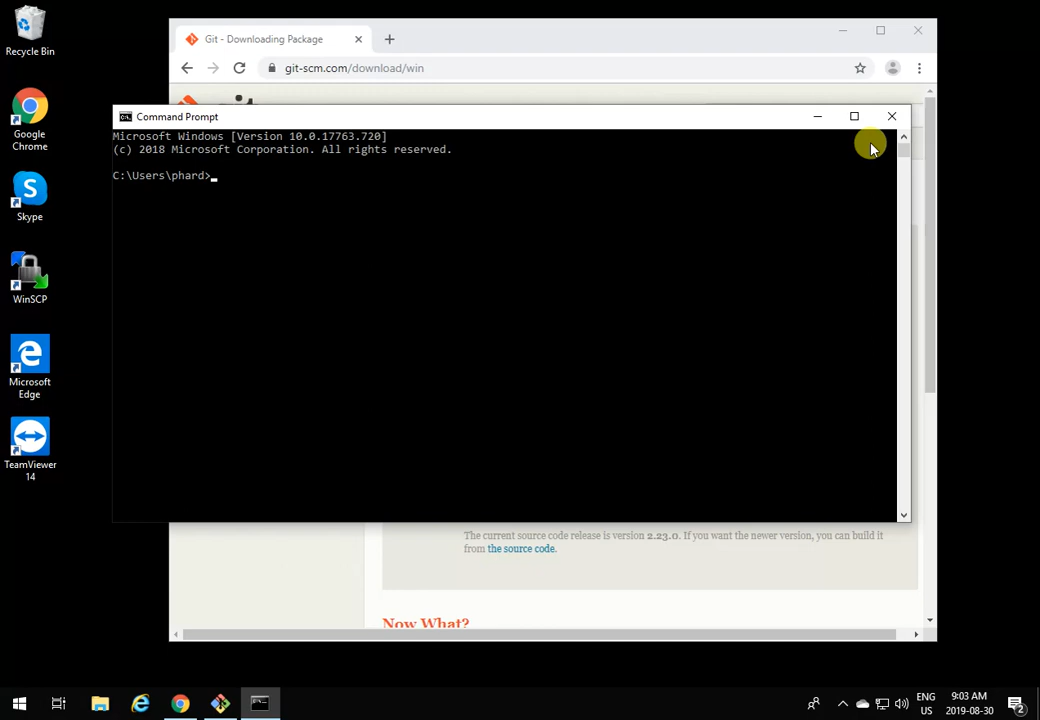 Recycle Bin
Google
Chrome
Skype
WinSCP
Microsoft
Edge
TeamViewer
14
Git - Downloading Package
git-scm.com/download/win
Command Prompt
Microsoft Windows [Version 10.0.17763.720]
(c) 2018 Microsoft Corporation. All rights reserved.
C:\Users\phard>
The current source code release is version 2.23.0. If you want the newer version, you can build it
from the source code.
Now What?
ENG
US
9:03 AM
2019-08-30
2